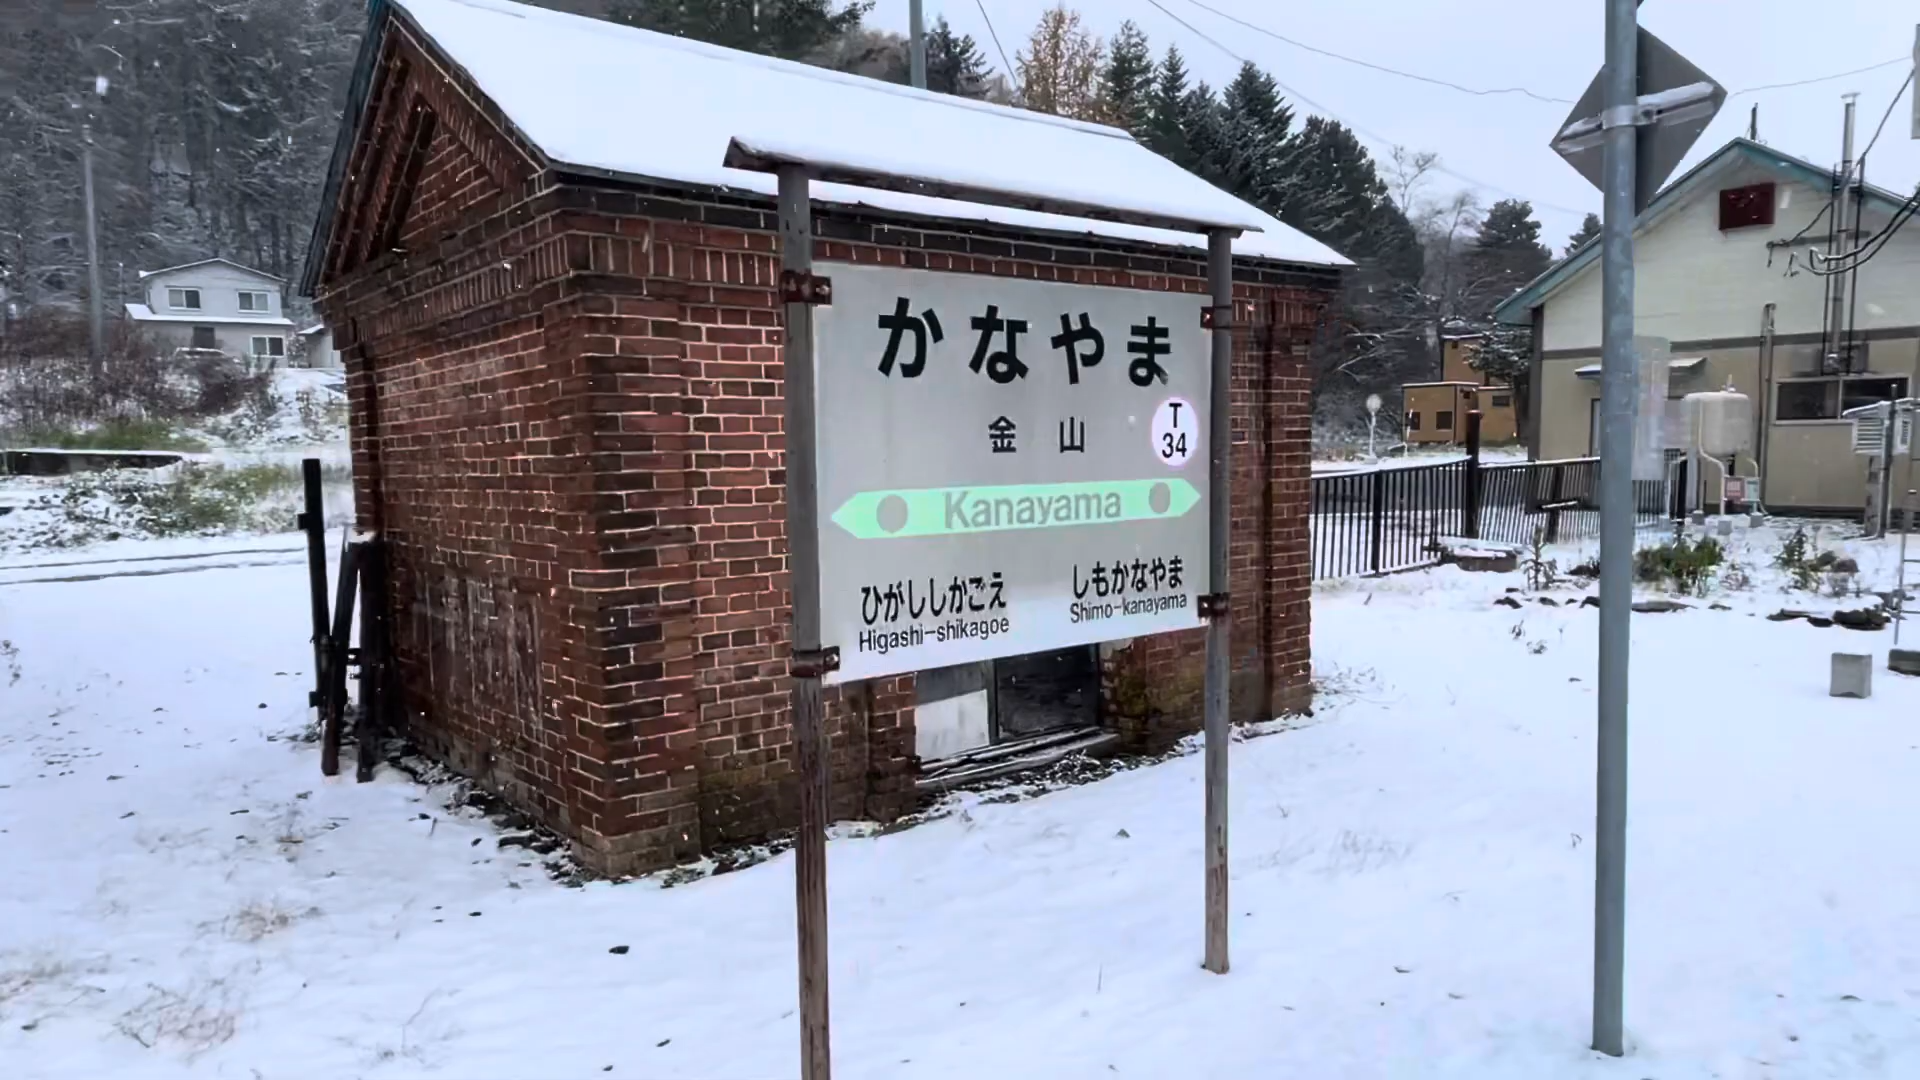 かなやま
金山
T
34
Kanayama
ひがししかごえ
Higashi-shikagoe
しもかなやま
Shimo-kanayama